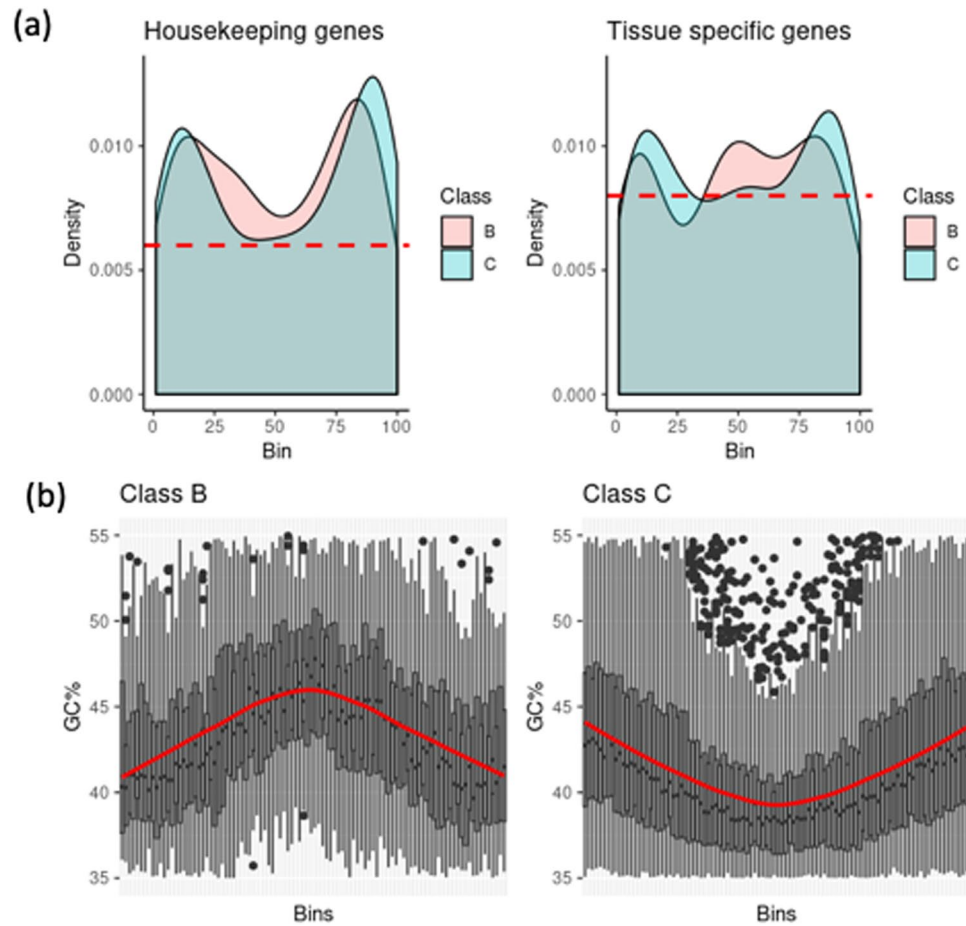 (a)
Housekeeping genes
Density
0.010
0.005
0.000
0 25 50 75 100
Bin
Class
B
C
Tissue specific genes
Density
0.010
0.005
0.000
0 25 50 75 100
Bin
Class
B
C
(b)
Class B
GC%
55
50
45
40
35
Bins
Class C
GC%
55
50
45
40
35
Bins